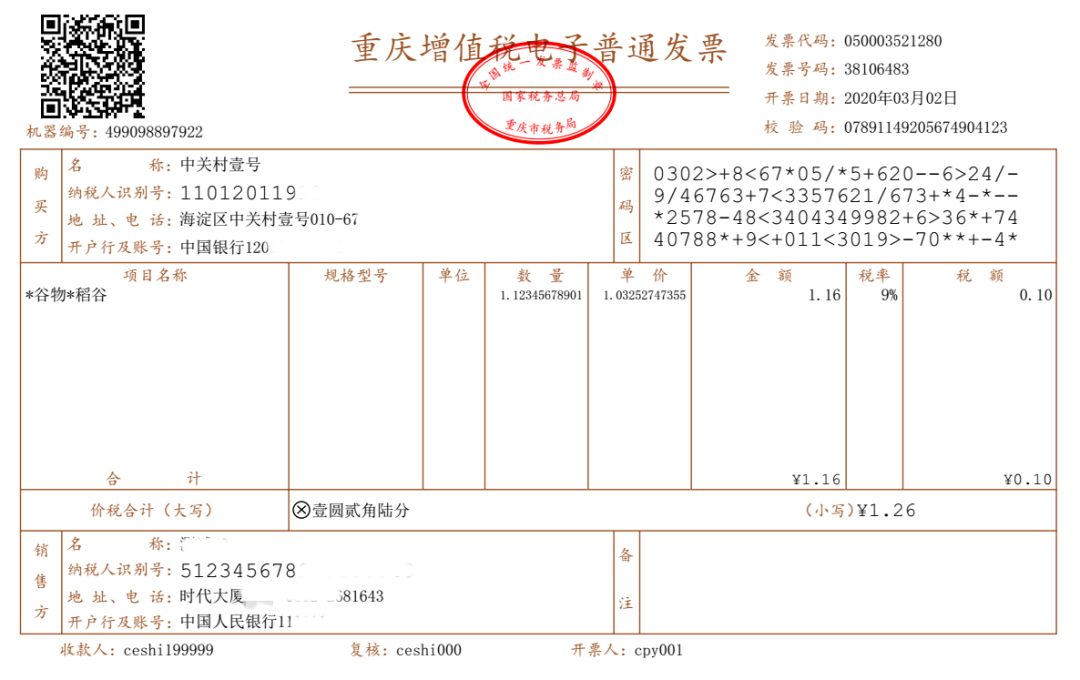 重庆增值税电子普通发票
全国统一发票监制章
国家税务总局
重庆市税务局
发票代码: 050003521280
发票号码: 38106483
开票日期: 2020年03月02日
校 验 码: 07891149205674904123
机器编号: 499098897922
购买方
名 称: 中关村壹号
纳税人识别号: 110120119
地 址、电 话: 海淀区中关村壹号010-67
开户行及账号: 中国银行120
密码区
0302>+8<67*05/*5+620--6>24/-
9/46763+7<3357621/673+*4-*--
*2578-48<3404349982+6>36*+74
40788*+9<+011<3019>-70**+-4*
项目名称 规格型号 单位 数 量 单 价 金 额 税率 税 额
*谷物*稻谷 1.12345678901 1.03252747355 1.16 9% 0.10
合 计 ¥1.16 ¥0.10
价税合计（大写） ⊗壹圆贰角陆分 （小写）¥1.26
销售方
名 称:
纳税人识别号: 512345678
地 址、电 话: 时代大厦 681643
开户行及账号: 中国人民银行11
备注
收款人: ceshi199999 复核: ceshi000 开票人: cpy001